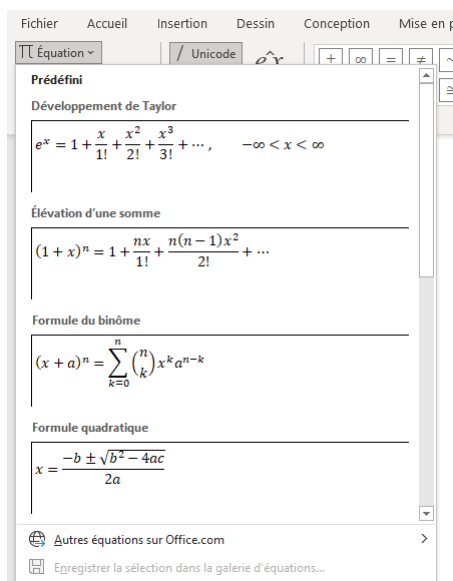 Fichier Accueil Insertion Dessin Conception Mise en p
Équation / Unicode êx + ∞ = ≠ ~
≅
Prédéfini
Développement de Taylor
e^x = 1 + x/1! + x^2/2! + x^3/3! + ⋯ , −∞ < x < ∞
Élévation d'une somme
(1 + x)^n = 1 + nx/1! + n(n − 1)x^2/2! + ⋯
Formule du binôme
(x + a)^n = ∑_{k=0}^{n} (n k) x^k a^{n−k}
Formule quadratique
x = (−b ± √(b^2 − 4ac))/2a
Autres équations sur Office.com
Enregistrer la sélection dans la galerie d'équations...